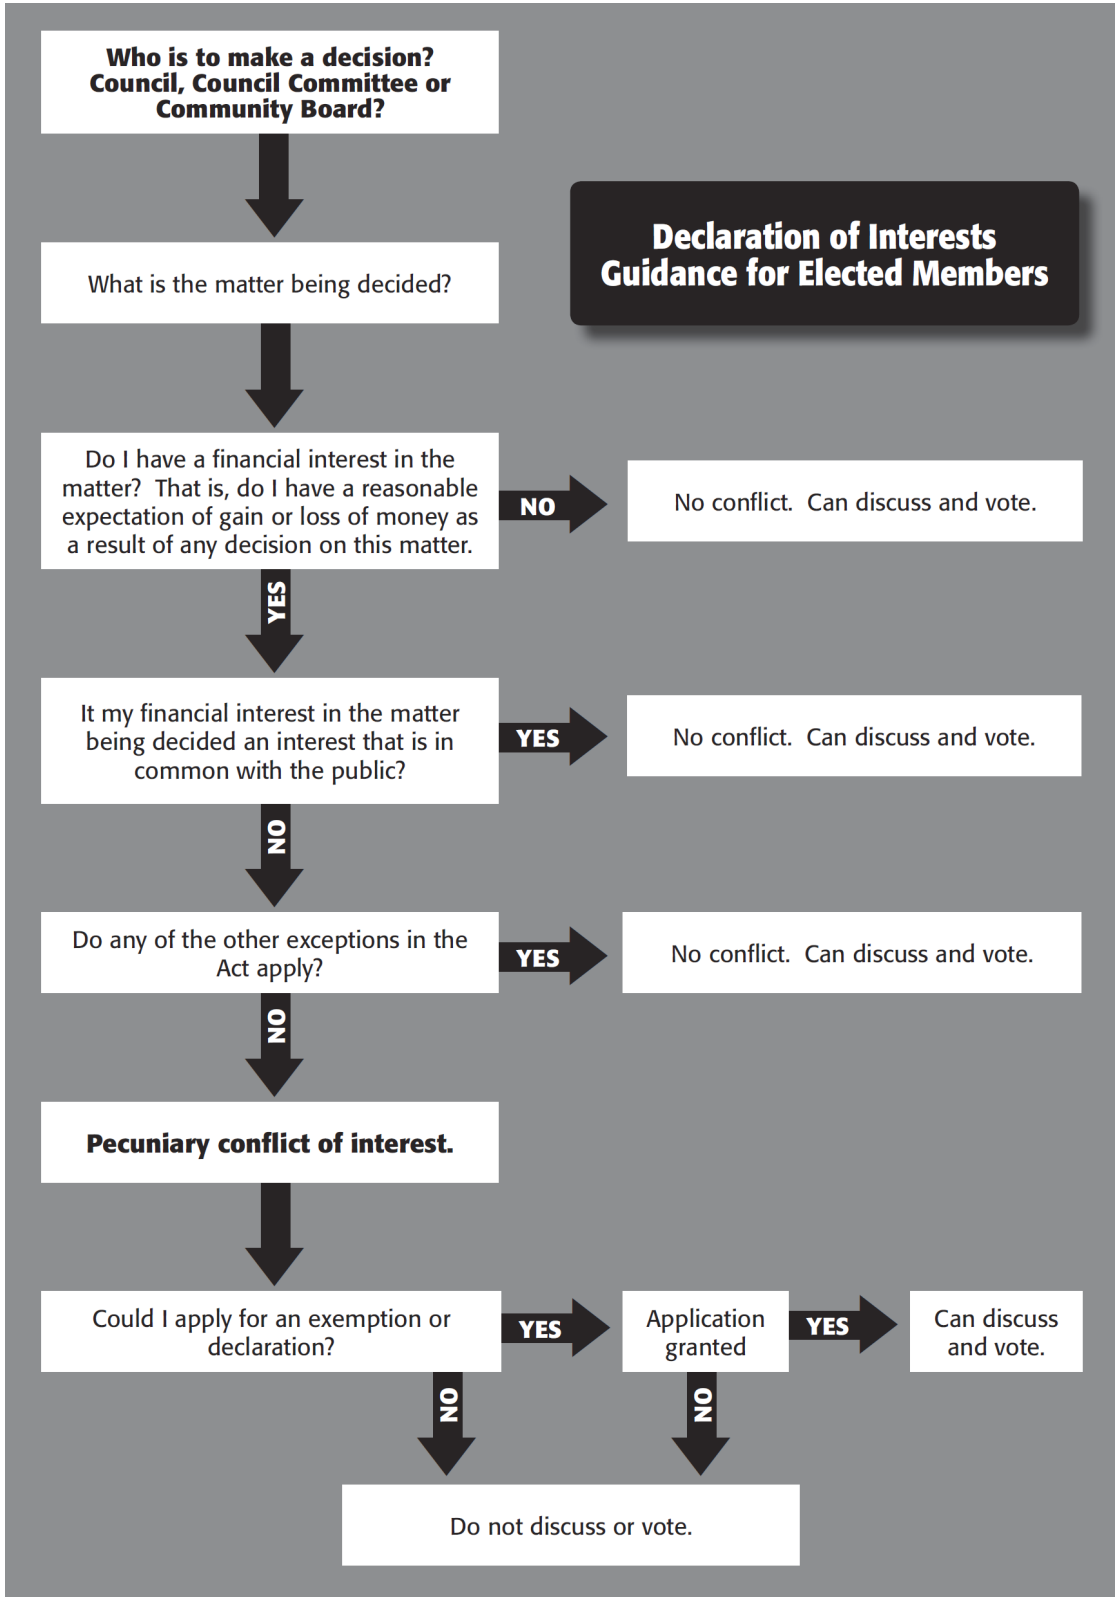 Who is to make a decision?
Council, Council Committee or
Community Board?
Declaration of Interests
Guidance for Elected Members
What is the matter being decided?
Do I have a financial interest in the
matter?  That is, do I have a reasonable
expectation of gain or loss of money as
a result of any decision on this matter.
NO
No conflict.  Can discuss and vote.
YES
It my financial interest in the matter
being decided an interest that is in
common with the public?
YES
No conflict.  Can discuss and vote.
NO
Do any of the other exceptions in the
Act apply?
YES
No conflict.  Can discuss and vote.
NO
Pecuniary conflict of interest.
Could I apply for an exemption or
declaration?
YES
Application
granted
YES
Can discuss
and vote.
NO
NO
Do not discuss or vote.